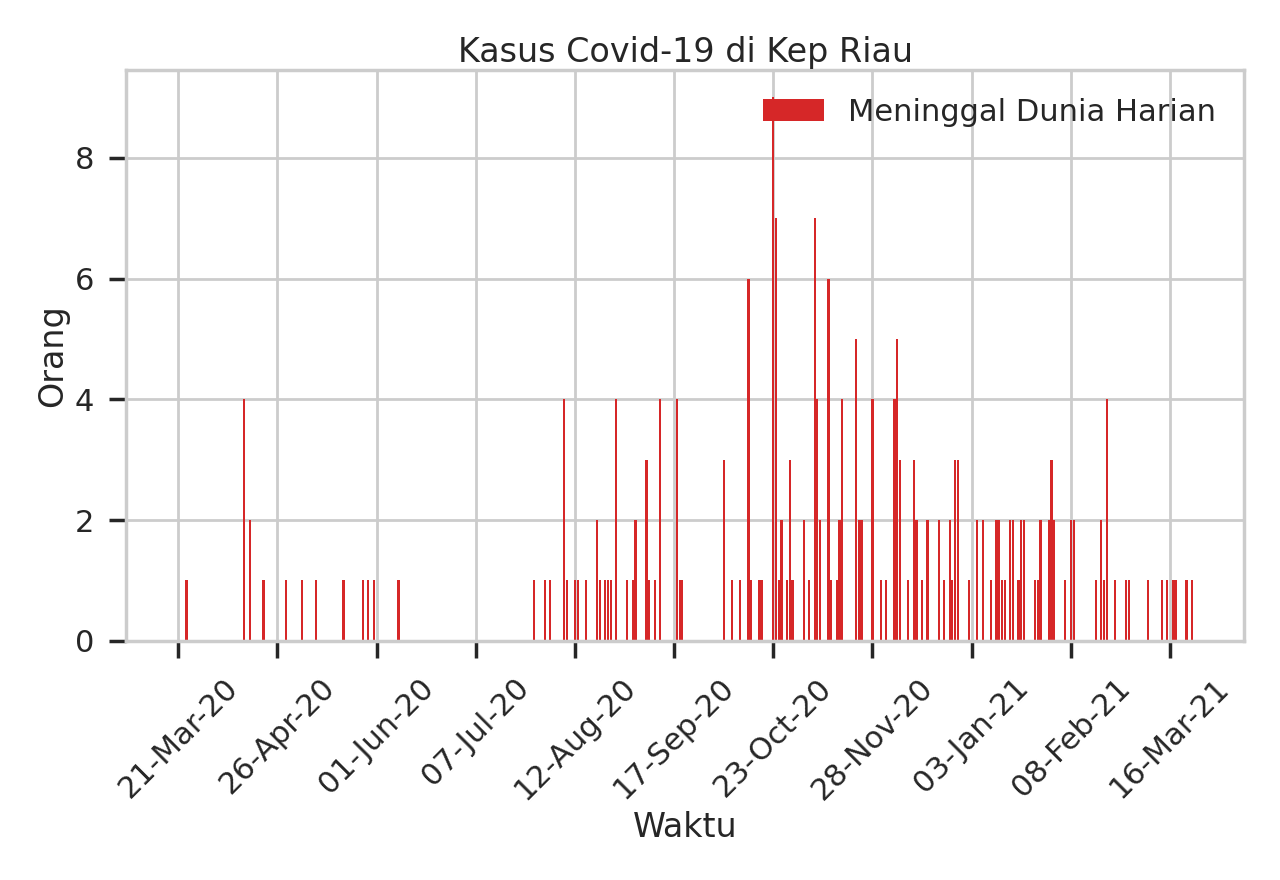 Kasus Covid-19 di Kep Riau
Meninggal Dunia Harian
Orang
8
6
4
2
0
21-Mar-20
26-Apr-20
01-Jun-20
07-Jul-20
12-Aug-20
17-Sep-20
23-Oct-20
28-Nov-20
03-Jan-21
08-Feb-21
16-Mar-21
Waktu